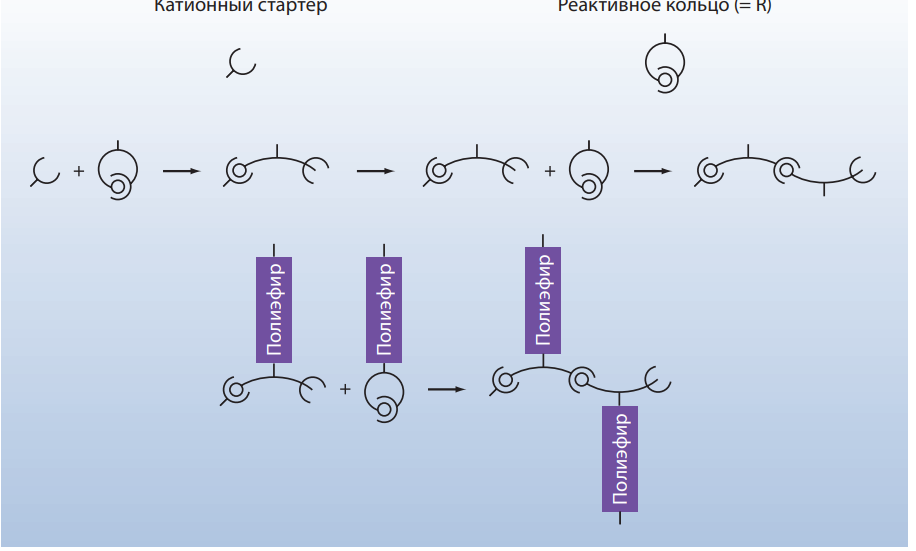 Катионный стартер
Реактивное кольцо (= R)
+
+
Полиэфир
Полиэфир
+
Полиэфир
Полиэфир